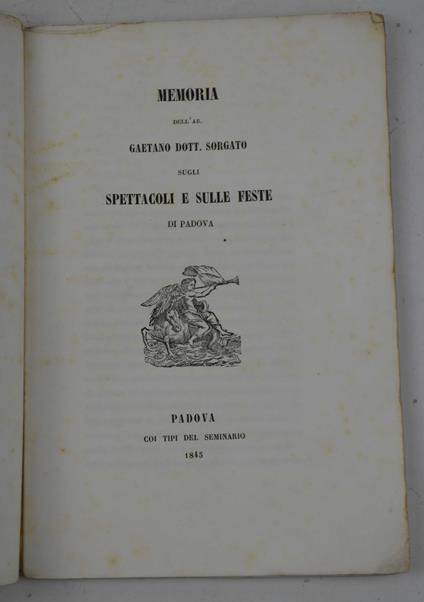 MEMORIA
DELL'AB.
GAETANO DOTT. SORGATO
SUGLI
SPETTACOLI E SULLE FESTE
DI PADOVA
PADOVA
COI TIPI DEL SEMINARIO
1845